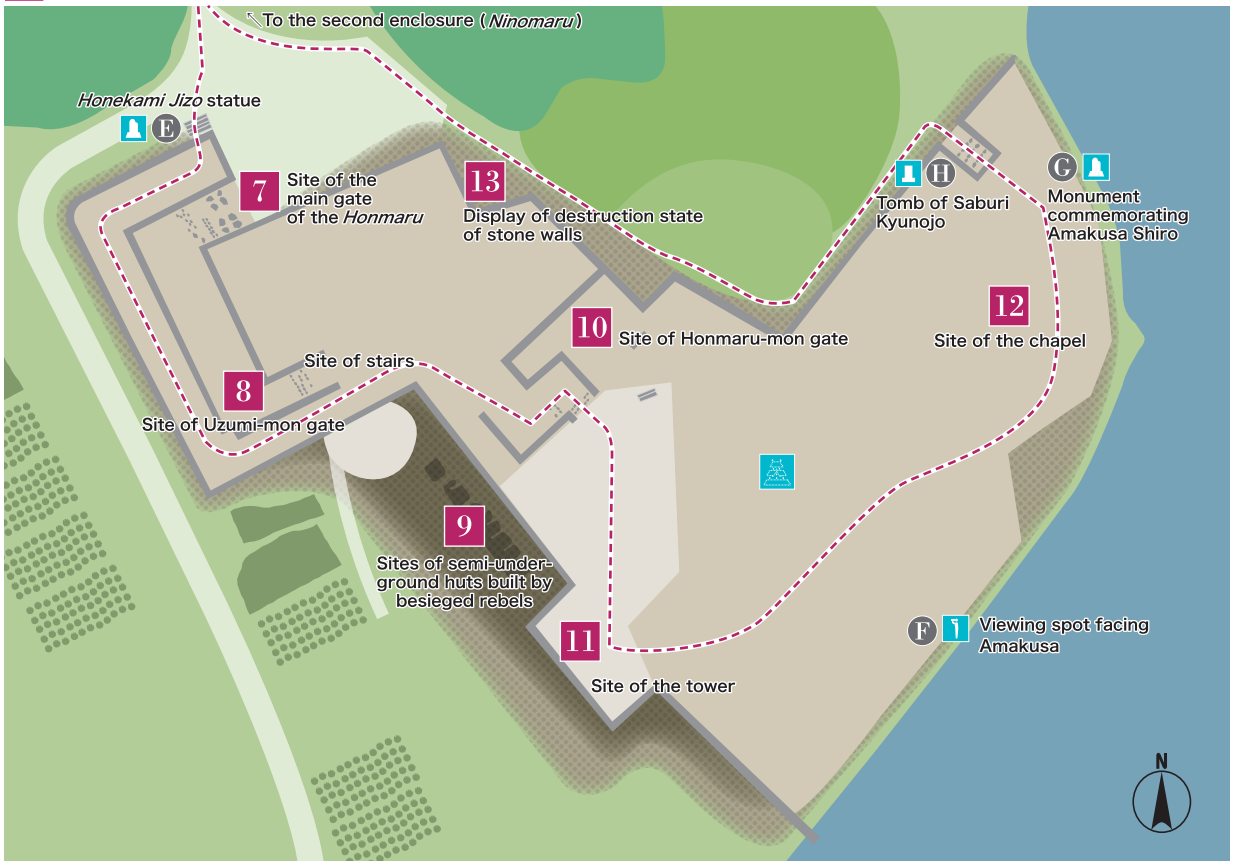 To the second enclosure (Ninomaru)
Honekami Jizo statue
E
7
Site of the
main gate
of the Honmaru
13
Display of destruction state
of stone walls
H
Tomb of Saburi
Kyunojo
G
Monument
commemorating
Amakusa Shiro
12
Site of the chapel
10
Site of Honmaru-mon gate
Site of stairs
8
Site of Uzumi-mon gate
9
Sites of semi-under-
ground huts built by
besieged rebels
11
Site of the tower
F
Viewing spot facing
Amakusa
N